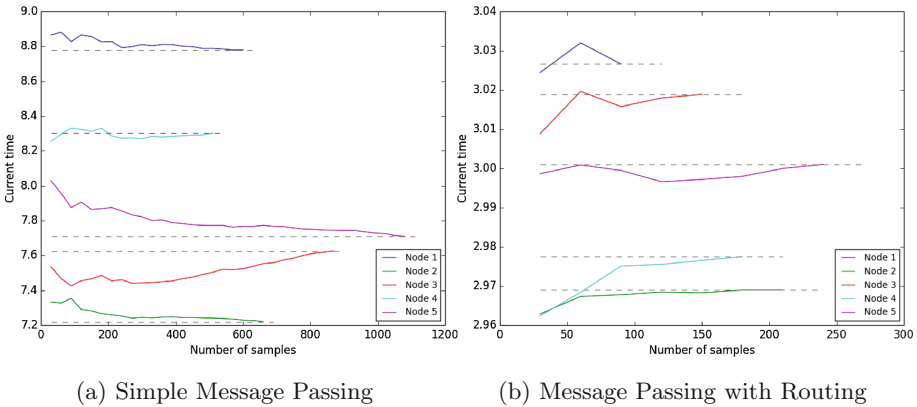 9.0
8.8
8.6
8.4
8.2
8.0
7.8
7.6
7.4
7.2
Current time
0
200
400
600
800
1000
1200
Number of samples
Node 1
Node 2
Node 3
Node 4
Node 5
(a) Simple Message Passing
3.04
3.03
3.02
3.01
3.00
2.99
2.98
2.97
2.96
Current time
0
50
100
150
200
250
300
Number of samples
Node 1
Node 2
Node 3
Node 4
Node 5
(b) Message Passing with Routing